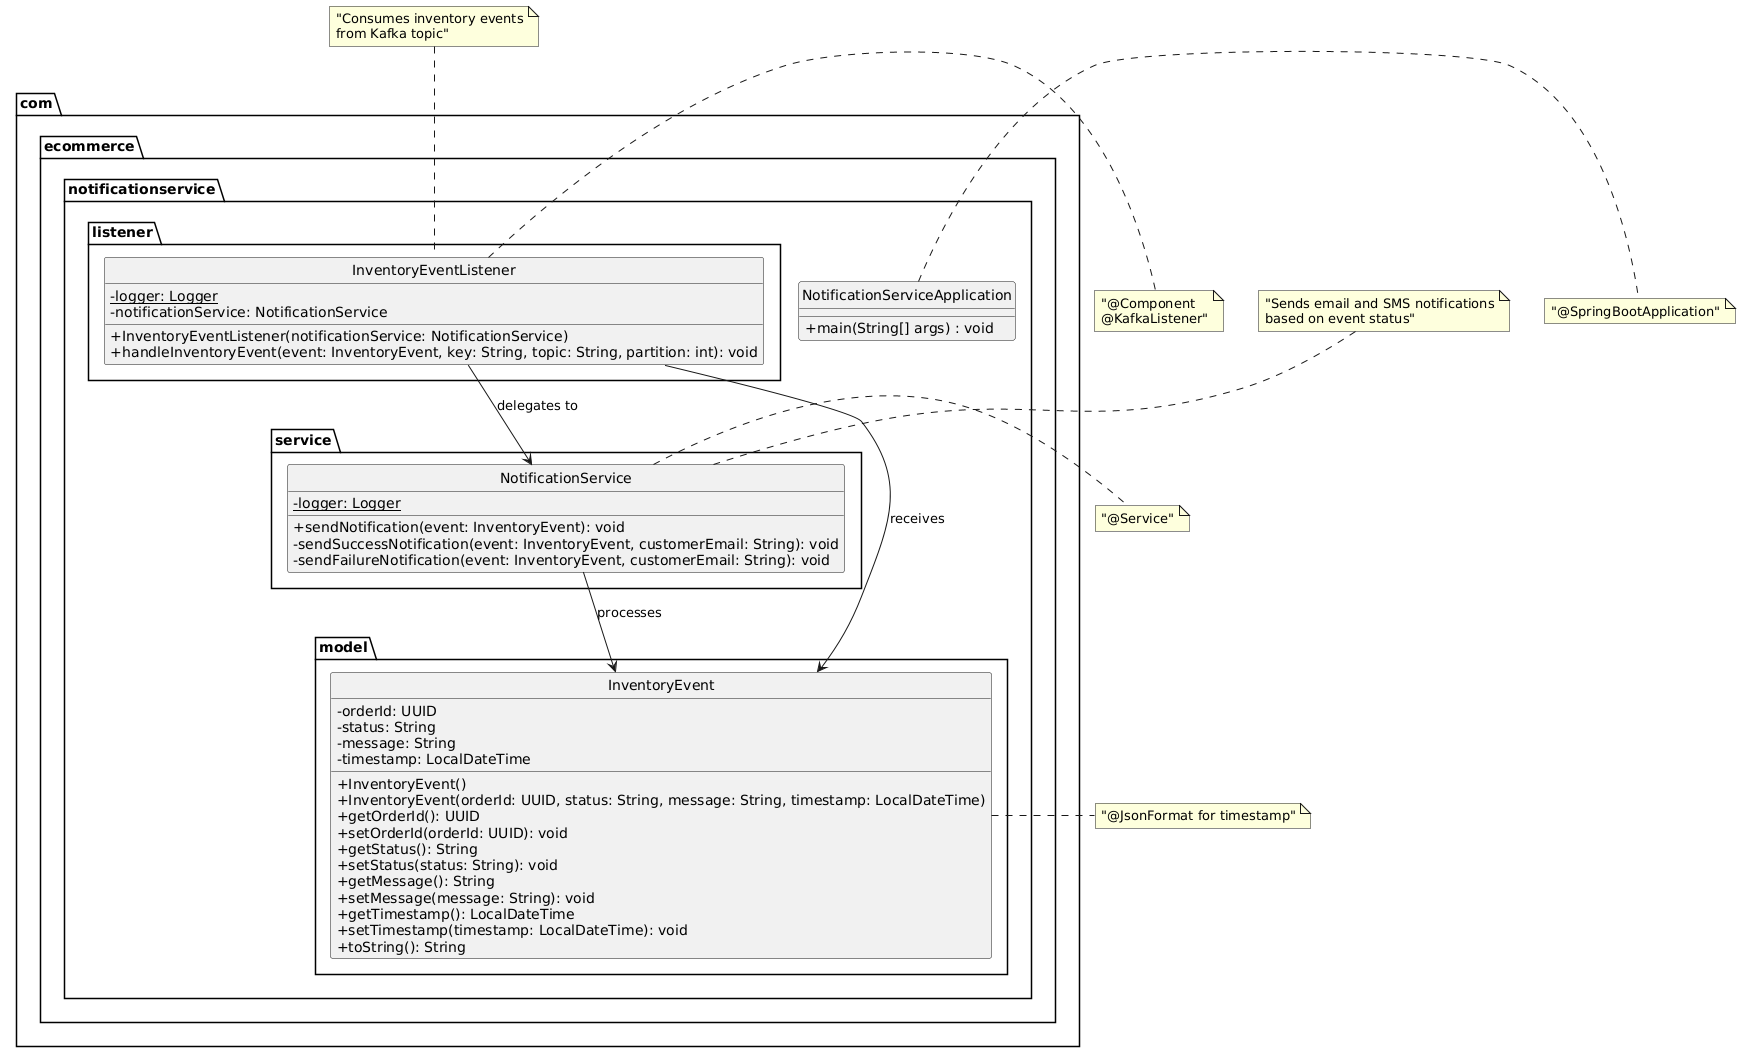 "Consumes inventory events
from Kafka topic"
com
ecommerce
notificationservice
listener
InventoryEventListener
-logger: Logger
-notificationService: NotificationService
+InventoryEventListener(notificationService: NotificationService)
+handleInventoryEvent(event: InventoryEvent, key: String, topic: String, partition: int): void
NotificationServiceApplication
+main(String[] args) : void
"@Component
@KafkaListener"
"Sends email and SMS notifications
based on event status"
"@SpringBootApplication"
delegates to
service
NotificationService
-logger: Logger
+sendNotification(event: InventoryEvent): void
-sendSuccessNotification(event: InventoryEvent, customerEmail: String): void
-sendFailureNotification(event: InventoryEvent, customerEmail: String): void
receives
"@Service"
processes
model
InventoryEvent
-orderId: UUID
-status: String
-message: String
-timestamp: LocalDateTime
+InventoryEvent()
+InventoryEvent(orderId: UUID, status: String, message: String, timestamp: LocalDateTime)
+getOrderId(): UUID
+setOrderId(orderId: UUID): void
+getStatus(): String
+setStatus(status: String): void
+getMessage(): String
+setMessage(message: String): void
+getTimestamp(): LocalDateTime
+setTimestamp(timestamp: LocalDateTime): void
+toString(): String
"@JsonFormat for timestamp"